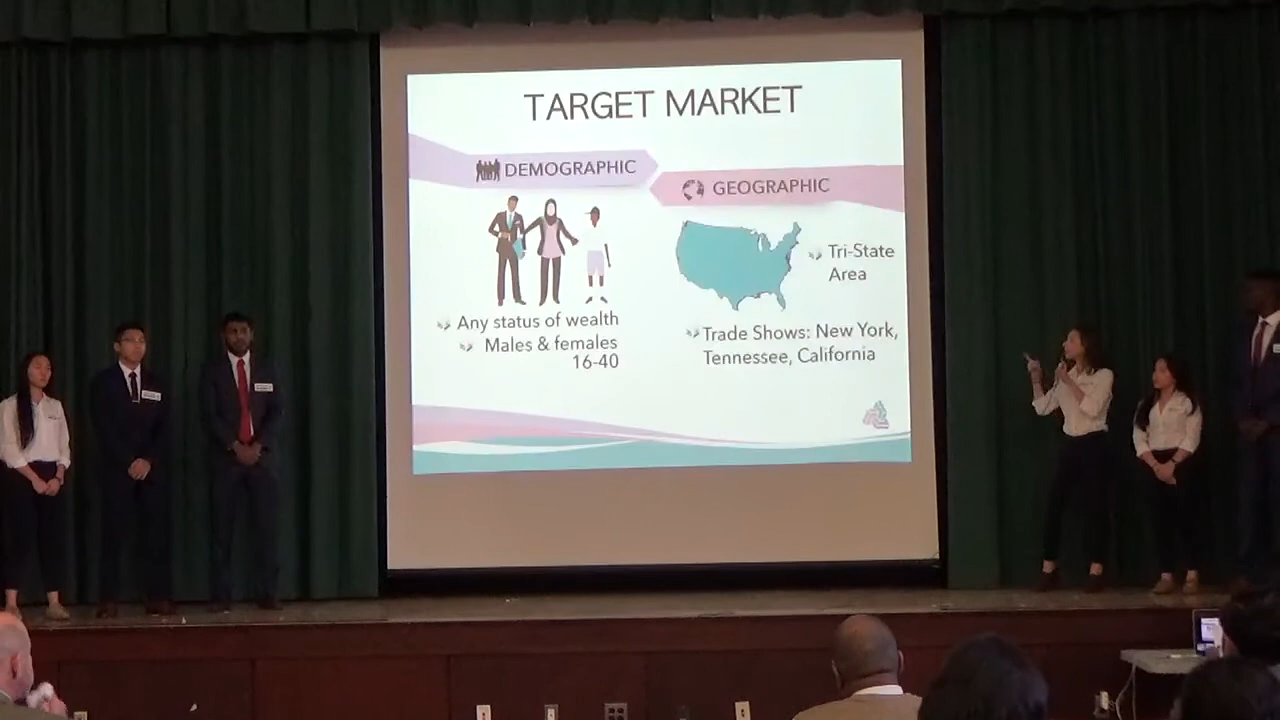 TARGET MARKET
DEMOGRAPHIC
GEOGRAPHIC
Tri-State
Area
Any status of wealth
Males & females
16-40
Trade Shows: New York,
Tennessee, California